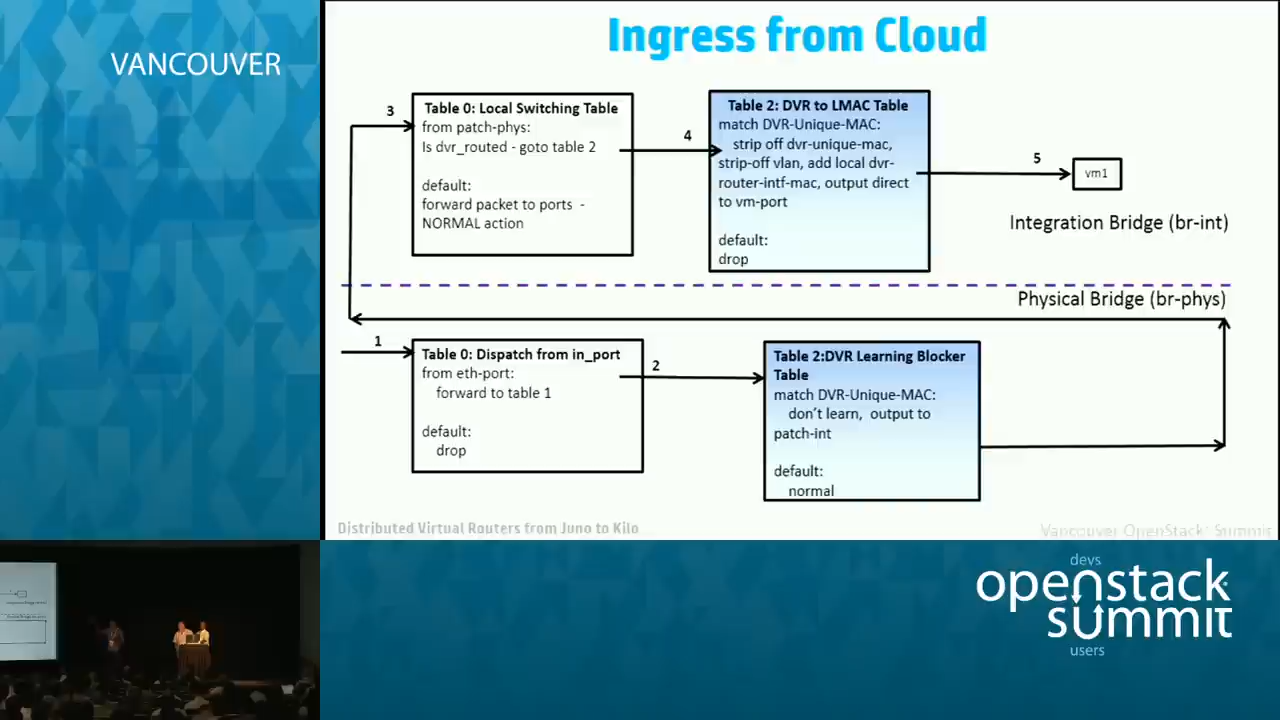 VANCOUVER
Ingress from Cloud
3
Table 0: Local Switching Table
from patch-phys:
Is dvr_routed - goto table 2
default:
forward packet to ports -
NORMAL action
4
Table 2: DVR to LMAC Table
match DVR-Unique-MAC:
strip off dvr-unique-mac,
strip-off vlan, add local dvr-
router-intf-mac, output direct
to vm-port
default:
drop
5
vm1
Integration Bridge (br-int)
Physical Bridge (br-phys)
1
Table 0: Dispatch from in_port
from eth-port:
forward to table 1
default:
drop
2
Table 2:DVR Learning Blocker
Table
match DVR-Unique-MAC:
don't learn, output to
patch-int
default:
normal
Distributed Virtual Routers from Juno to Kilo
Vancouver OpenStack Summit
devs
openstack
summit
users